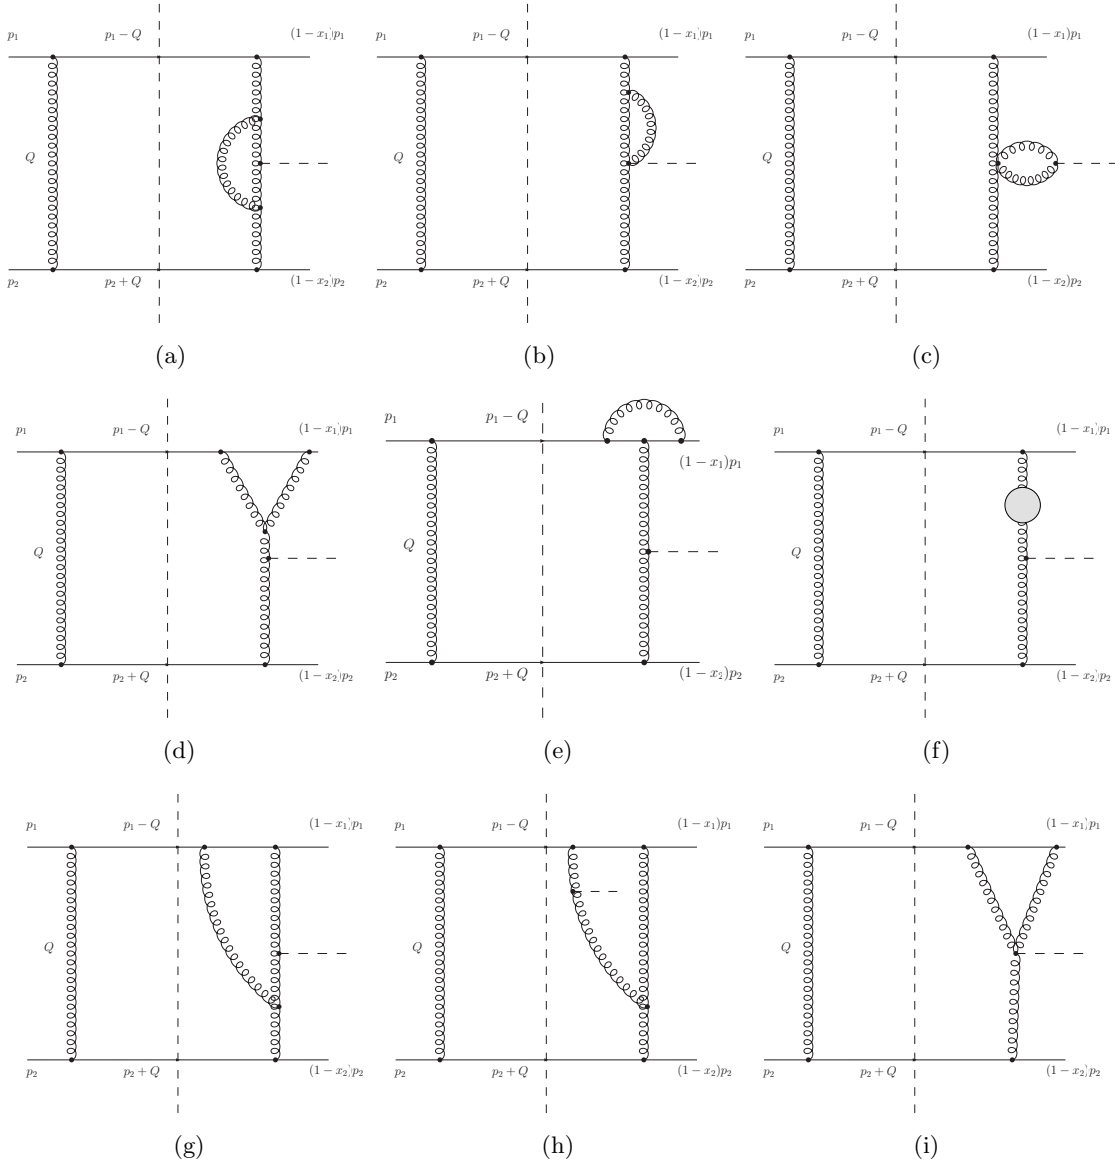 p₁ p₁ − Q (1 − x₁)p₁
Q
p₂ p₂ + Q (1 − x₂)p₂
(a)
p₁ p₁ − Q (1 − x₁)p₁
Q
p₂ p₂ + Q (1 − x₂)p₂
(b)
p₁ p₁ − Q (1 − x₁)p₁
Q
p₂ p₂ + Q (1 − x₂)p₂
(c)
p₁ p₁ − Q (1 − x₁)p₁
Q
p₂ p₂ + Q (1 − x₂)p₂
(d)
p₁ p₁ − Q
(1 − x₁)p₁
Q
p₂ p₂ + Q (1 − x₂)p₂
(e)
p₁ p₁ − Q (1 − x₁)p₁
Q
p₂ p₂ + Q (1 − x₂)p₂
(f)
p₁ p₁ − Q (1 − x₁)p₁
Q
p₂ p₂ + Q (1 − x₂)p₂
(g)
p₁ p₁ − Q (1 − x₁)p₁
Q
p₂ p₂ + Q (1 − x₂)p₂
(h)
p₁ p₁ − Q (1 − x₁)p₁
Q
p₂ p₂ + Q (1 − x₂)p₂
(i)